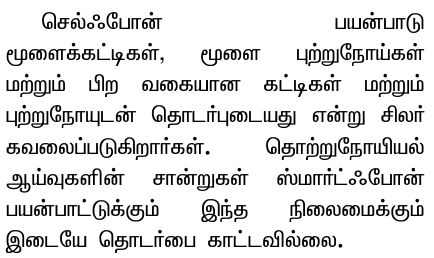 செல்ஃபோன் பயன்பாடு
மூளைக்கட்டிகள், மூளை புற்றுநோய்கள்
மற்றும் பிற வகையான கட்டிகள் மற்றும்
புற்றுநோயுடன் தொடர்புடையது என்று சிலர்
கவலைப்படுகிறார்கள். தொற்றுநோயியல்
ஆய்வுகளின் சான்றுகள் ஸ்மார்ட்ஃபோன்
பயன்பாட்டுக்கும் இந்த நிலைமைக்கும்
இடையே தொடர்பை காட்டவில்லை.